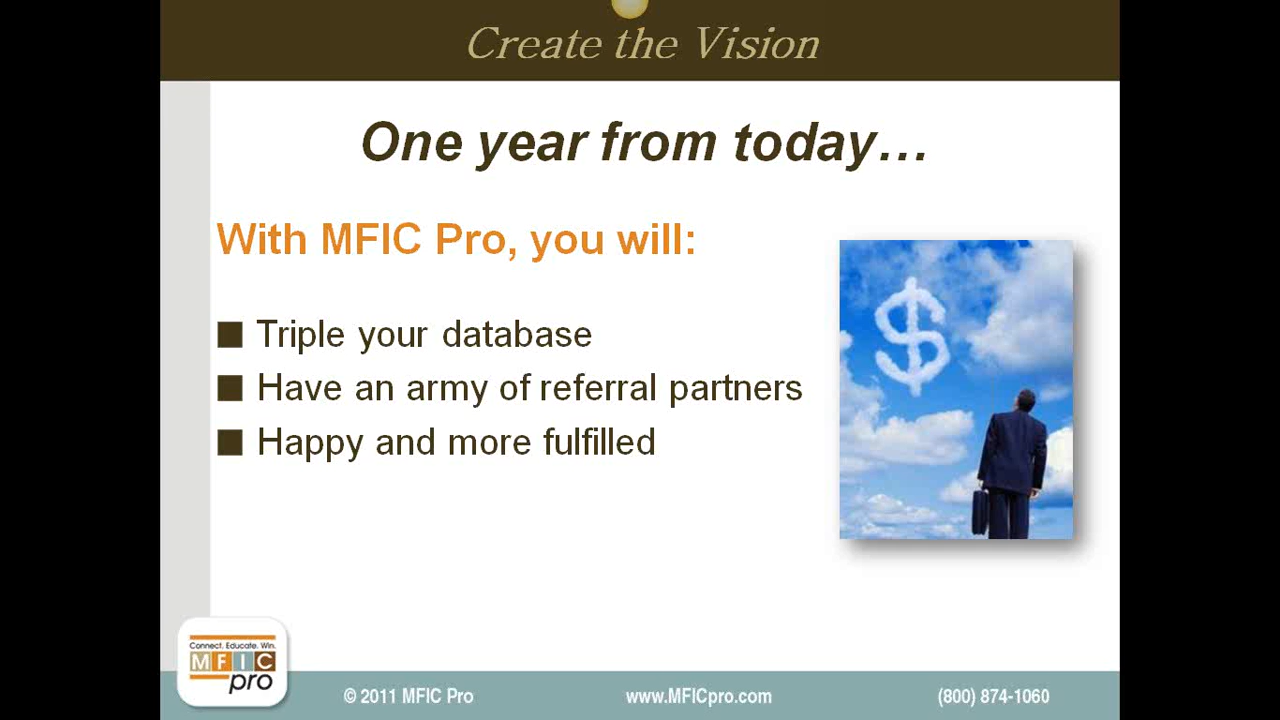 Create the Vision
One year from today…
With MFIC Pro, you will:
Triple your database
Have an army of referral partners
Happy and more fulfilled
Connect. Educate. Win.
MFIC
pro
© 2011 MFIC Pro
www.MFICpro.com
(800) 874-1060